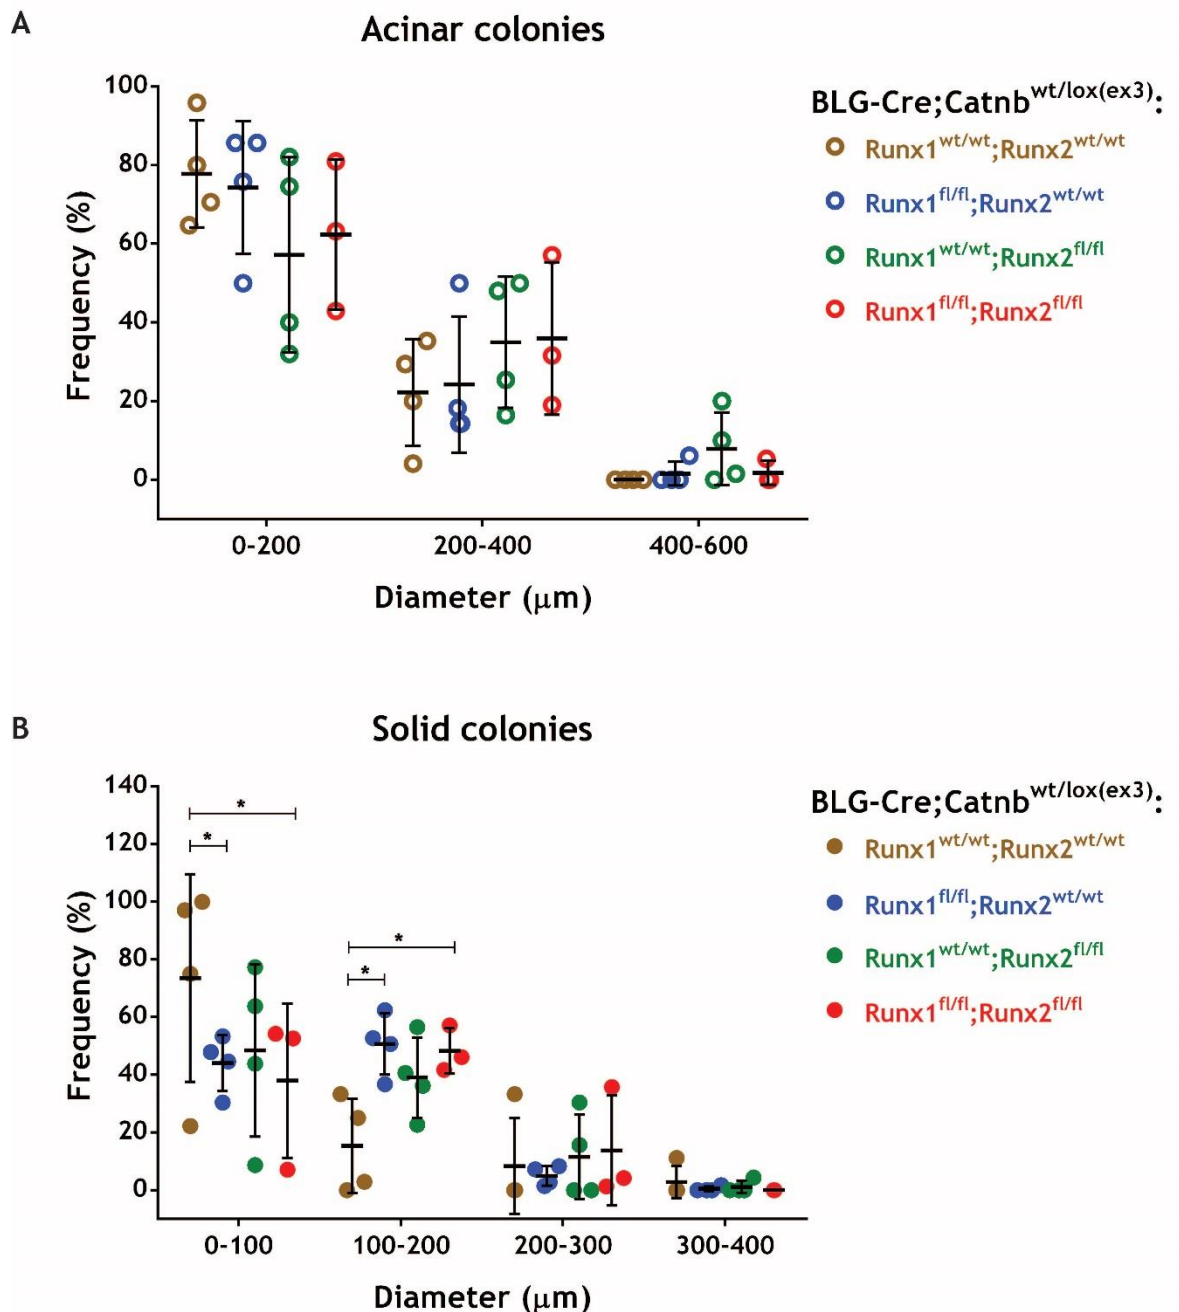 A
Acinar colonies
100
80
60
40
20
0
Frequency (%)
0-200
200-400
400-600
Diameter (μm)
BLG-Cre;Catnb^wt/lox(ex3):
Runx1^wt/wt;Runx2^wt/wt
Runx1^fl/fl;Runx2^wt/wt
Runx1^wt/wt;Runx2^fl/fl
Runx1^fl/fl;Runx2^fl/fl
B
Solid colonies
140
120
100
80
60
40
20
0
Frequency (%)
*
*
*
*
0-100
100-200
200-300
300-400
Diameter (μm)
BLG-Cre;Catnb^wt/lox(ex3):
Runx1^wt/wt;Runx2^wt/wt
Runx1^fl/fl;Runx2^wt/wt
Runx1^wt/wt;Runx2^fl/fl
Runx1^fl/fl;Runx2^fl/fl